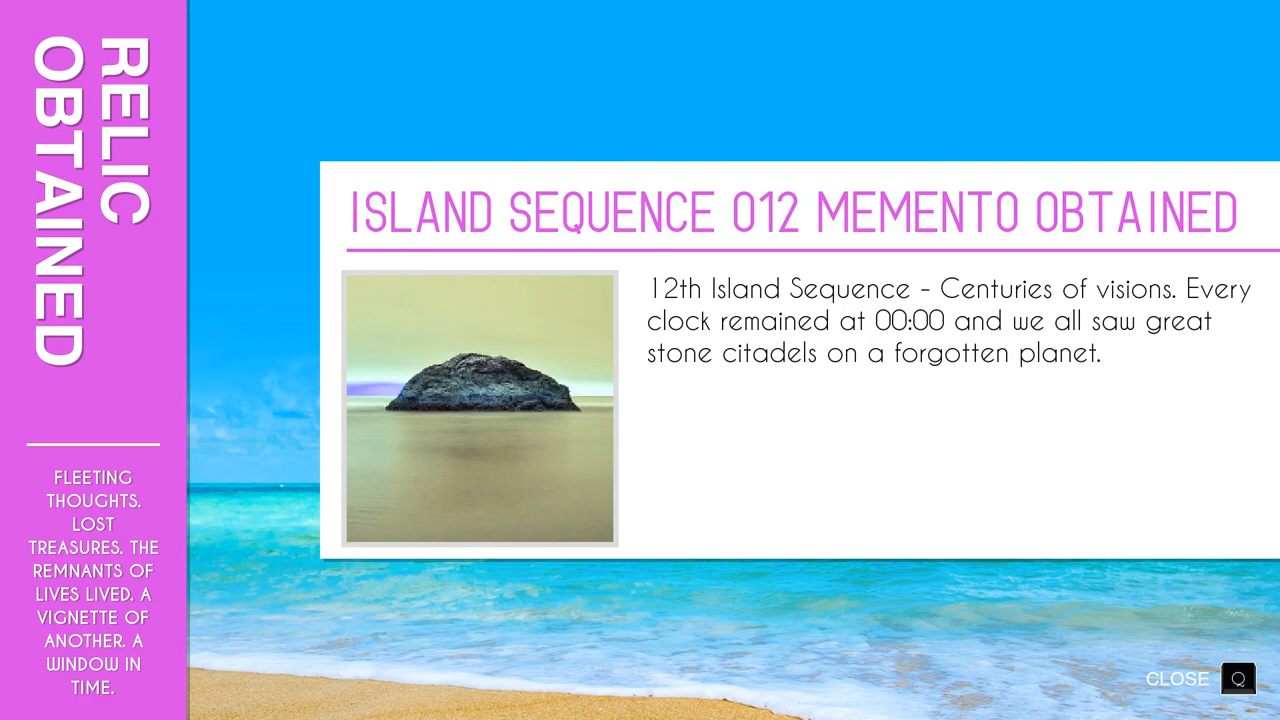 RELIC
OBTAINED
FLEETING
THOUGHTS.
LOST
TREASURES. THE
REMNANTS OF
LIVES LIVED. A
VIGNETTE OF
ANOTHER. A
WINDOW IN
TIME.
ISLAND SEQUENCE 012 MEMENTO OBTAINED
12th Island Sequence - Centuries of visions. Every
clock remained at 00:00 and we all saw great
stone citadels on a forgotten planet.
CLOSE Q